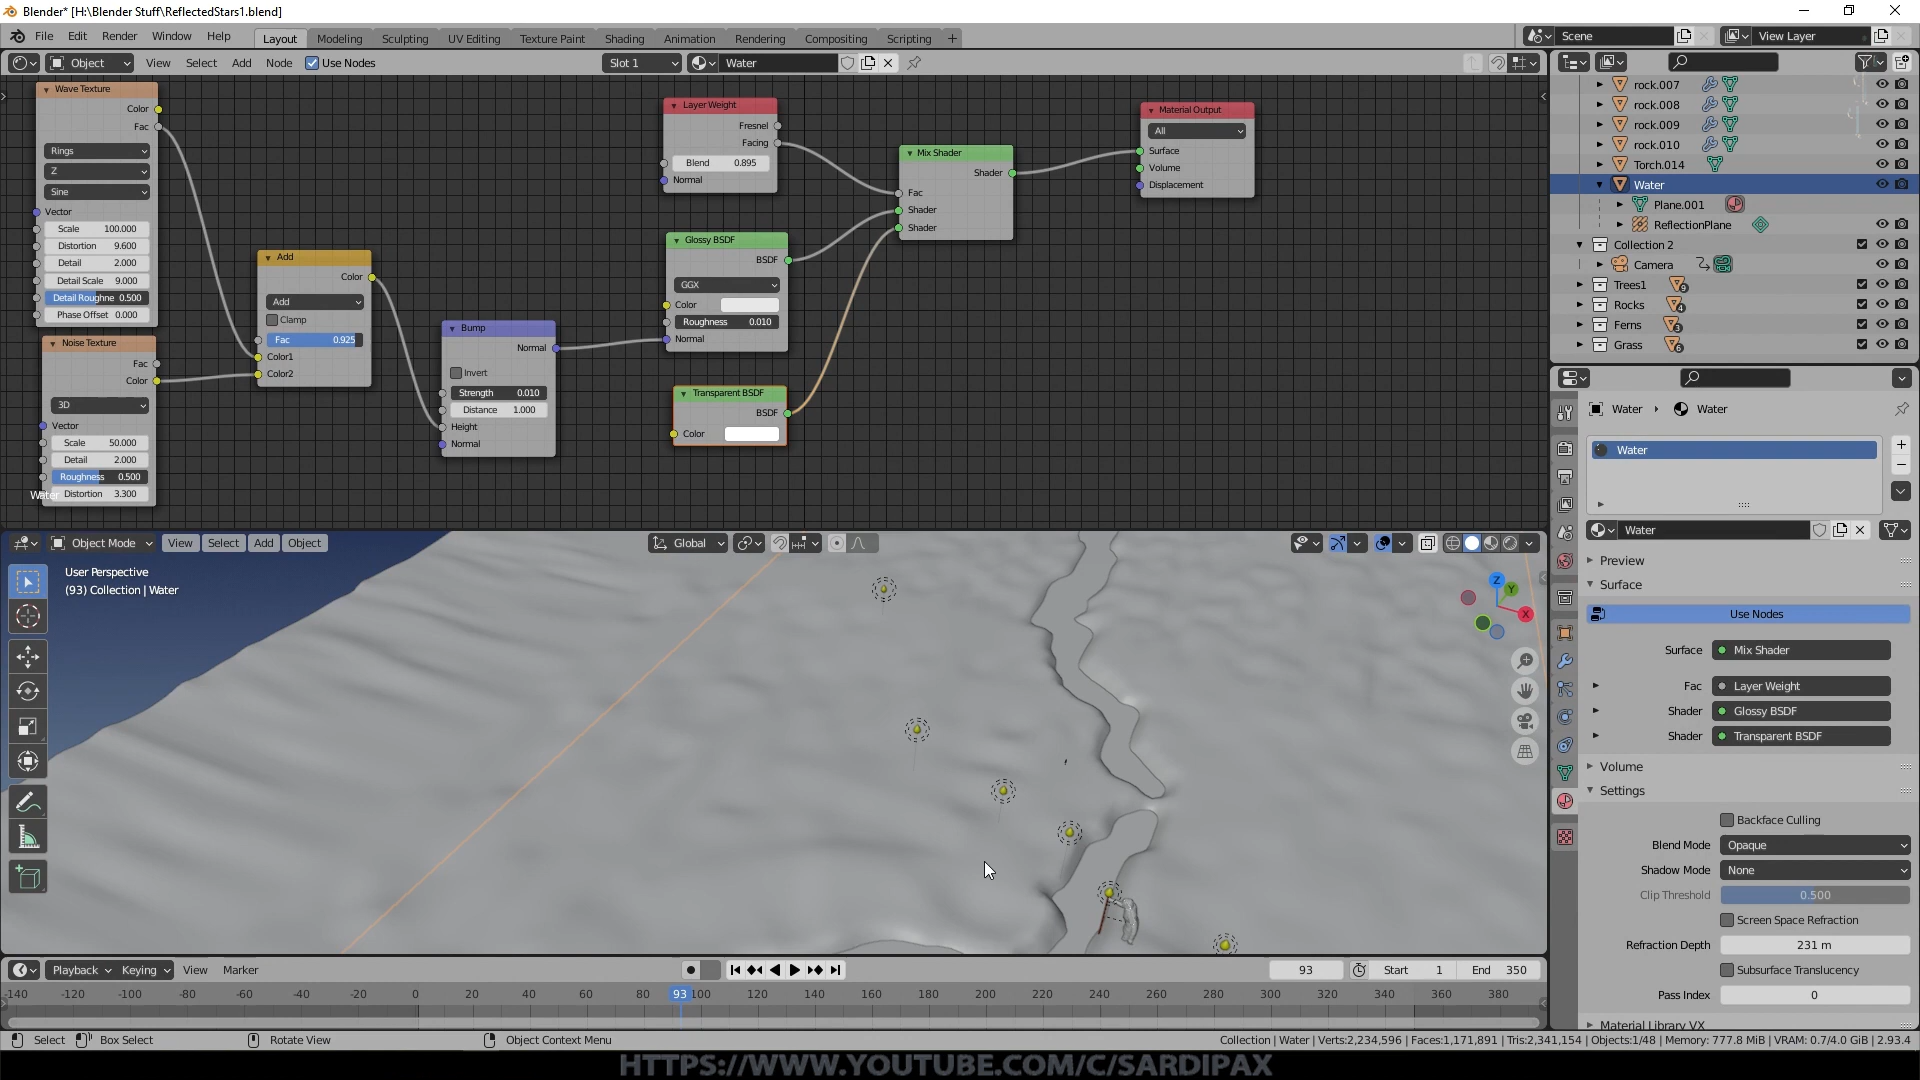 Blender* [H:\Blender Stuff\ReflectedStars1.blend]
File Edit Render Window Help Layout Modeling Sculpting UV Editing Texture Paint Shading Animation Rendering Compositing Scripting + Scene View Layer
Object View Select Add Node Use Nodes Slot 1 Water
Wave Texture
Color
Fac
Rings
Z
Sine
Vector
Scale 100.000
Distortion 9.600
Detail 2.000
Detail Scale 9.000
Detail Roughne 0.500
Phase Offset 0.000
Noise Texture
Fac
Color
3D
Vector
Scale 50.000
Detail 2.000
Roughness 0.500
Distortion 3.300
Water
Add
Color
Add
Clamp
Fac 0.925
Color1
Color2
Bump
Normal
Invert
Strength 0.010
Distance 1.000
Height
Normal
Layer Weight
Fresnel
Facing
Blend 0.895
Normal
Glossy BSDF
BSDF
GGX
Color
Roughness 0.010
Normal
Transparent BSDF
BSDF
Color
Mix Shader
Shader
Fac
Shader
Shader
Material Output
All
Surface
Volume
Displacement
rock.007
rock.008
rock.009
rock.010
Torch.014
Water
Plane.001
ReflectionPlane
Collection 2
Camera
Trees1 9
Rocks 4
Ferns 3
Grass 6
Water Water
Water
Water
Preview
Surface
Use Nodes
Surface Mix Shader
Fac Layer Weight
Shader Glossy BSDF
Shader Transparent BSDF
Volume
Settings
Backface Culling
Blend Mode Opaque
Shadow Mode None
Clip Threshold 0.500
Screen Space Refraction
Refraction Depth 231 m
Subsurface Translucency
Pass Index 0
Material Library VX
Object Mode View Select Add Object Global
User Perspective
(93) Collection | Water
Z
Y
X
Playback Keying View Marker 93 Start 1 End 350
-140 -120 -100 -80 -60 -40 -20 0 20 40 60 80 93 100 120 140 160 180 200 220 240 260 280 300 320 340 360 380
Select Box Select Rotate View Object Context Menu Collection | Water | Verts:2,234,596 | Faces:1,171,891 | Tris:2,341,154 | Objects:1/48 | Memory: 777.8 MiB | VRAM: 0.7/4.0 GiB | 2.93.4
HTTPS://WWW.YOUTUBE.COM/C/SARDIPAX